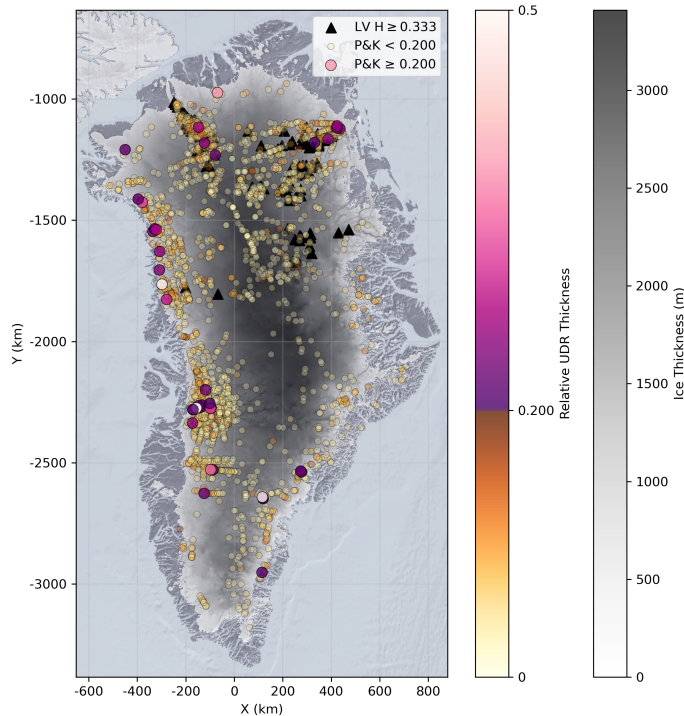 LV H ≥ 0.333
P&K < 0.200
P&K ≥ 0.200
-1000
-1500
-2000
-2500
-3000
Y (km)
-600 -400 -200 0 200 400 600 800
X (km)
0.5
0.200
0
Relative UDR Thickness
3000
2500
2000
1500
1000
500
0
Ice Thickness (m)